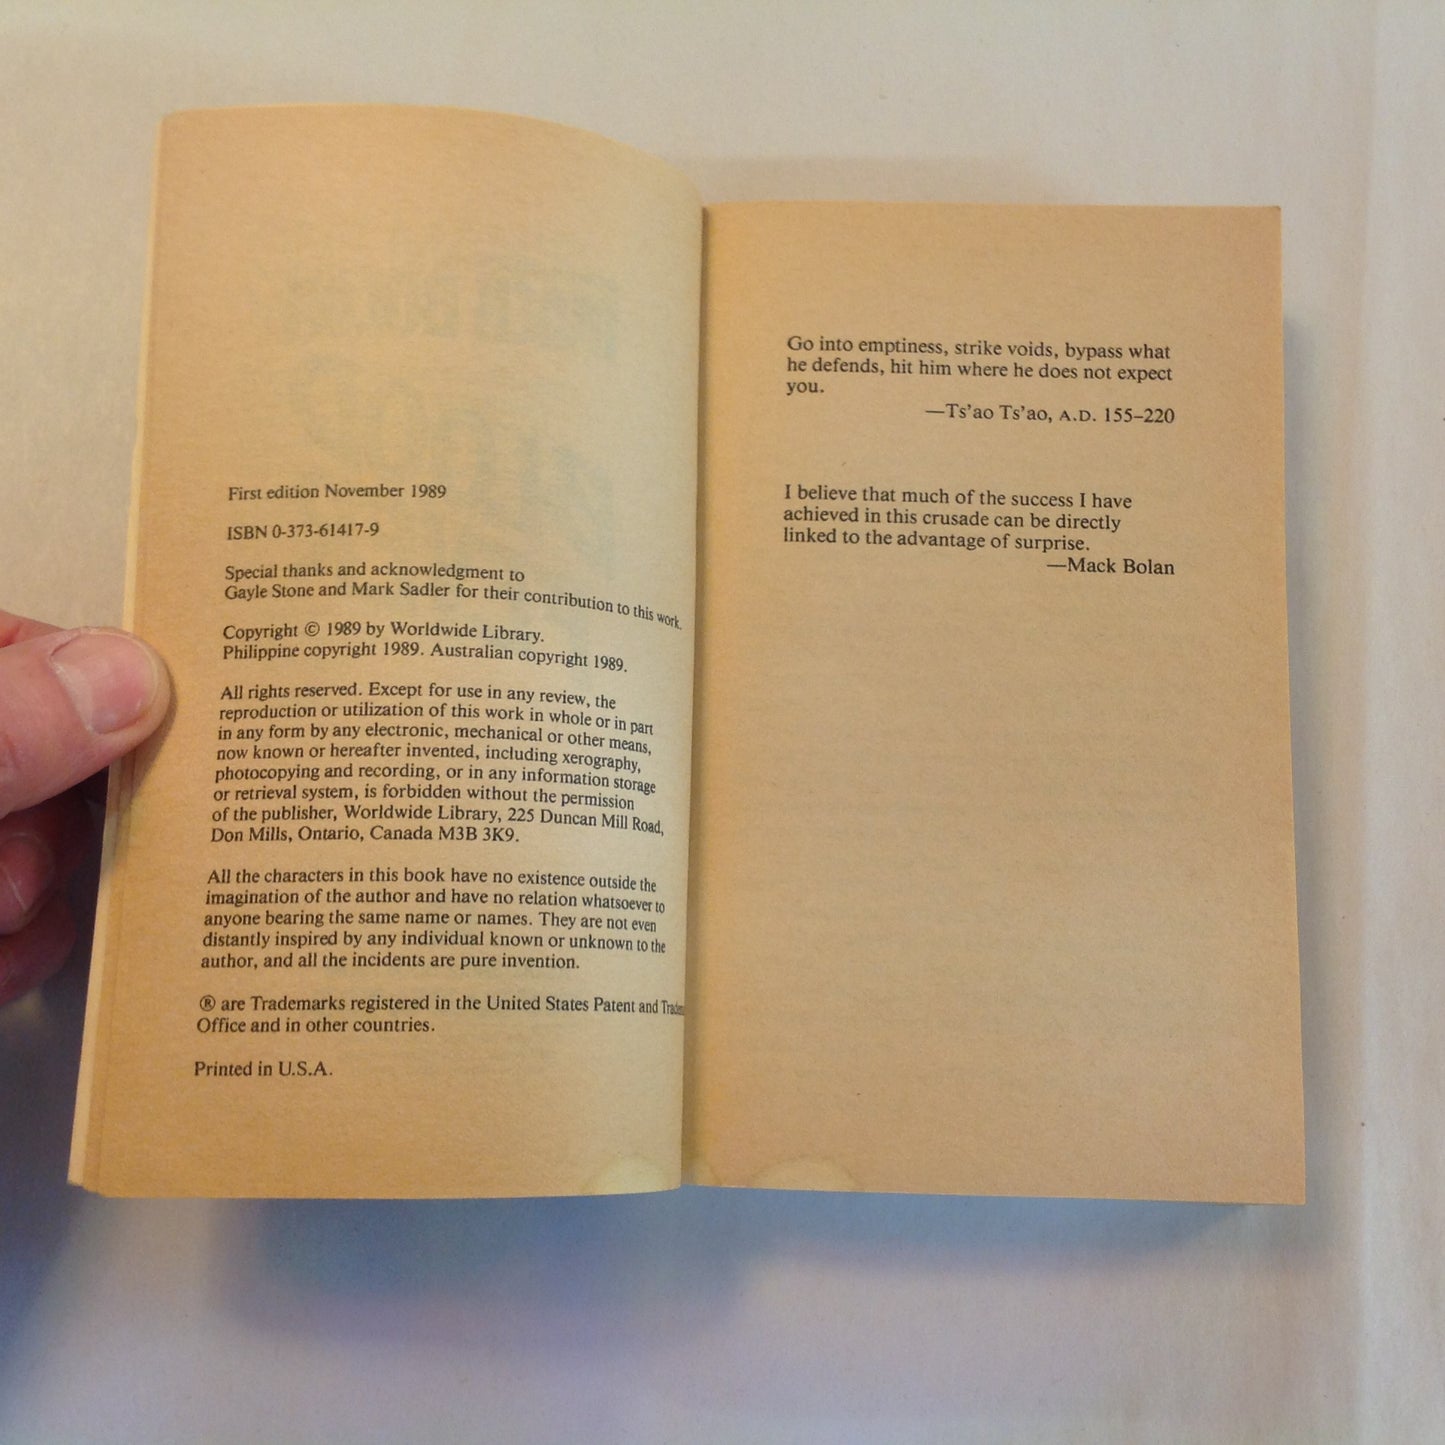 First edition November 1989
ISBN 0-373-61417-9
Special thanks and acknowledgment to
Gayle Stone and Mark Sadler for their contribution to this work.
Copyright © 1989 by Worldwide Library.
Philippine copyright 1989. Australian copyright 1989.
All rights reserved. Except for use in any review, the
reproduction or utilization of this work in whole or in part
in any form by any electronic, mechanical or other means,
now known or hereafter invented, including xerography,
photocopying and recording, or in any information storage
or retrieval system, is forbidden without the permission
of the publisher, Worldwide Library, 225 Duncan Mill Road,
Don Mills, Ontario, Canada M3B 3K9.
All the characters in this book have no existence outside the
imagination of the author and have no relation whatsoever to
anyone bearing the same name or names. They are not even
distantly inspired by any individual known or unknown to the
author, and all the incidents are pure invention.
® are Trademarks registered in the United States Patent and
Office and in other countries.
Printed in U.S.A.
Go into emptiness, strike voids, bypass what
he defends, hit him where he does not expect
you.
—Ts'ao Ts'ao, A.D. 155–220
I believe that much of the success I have
achieved in this crusade can be directly
linked to the advantage of surprise.
—Mack Bolan